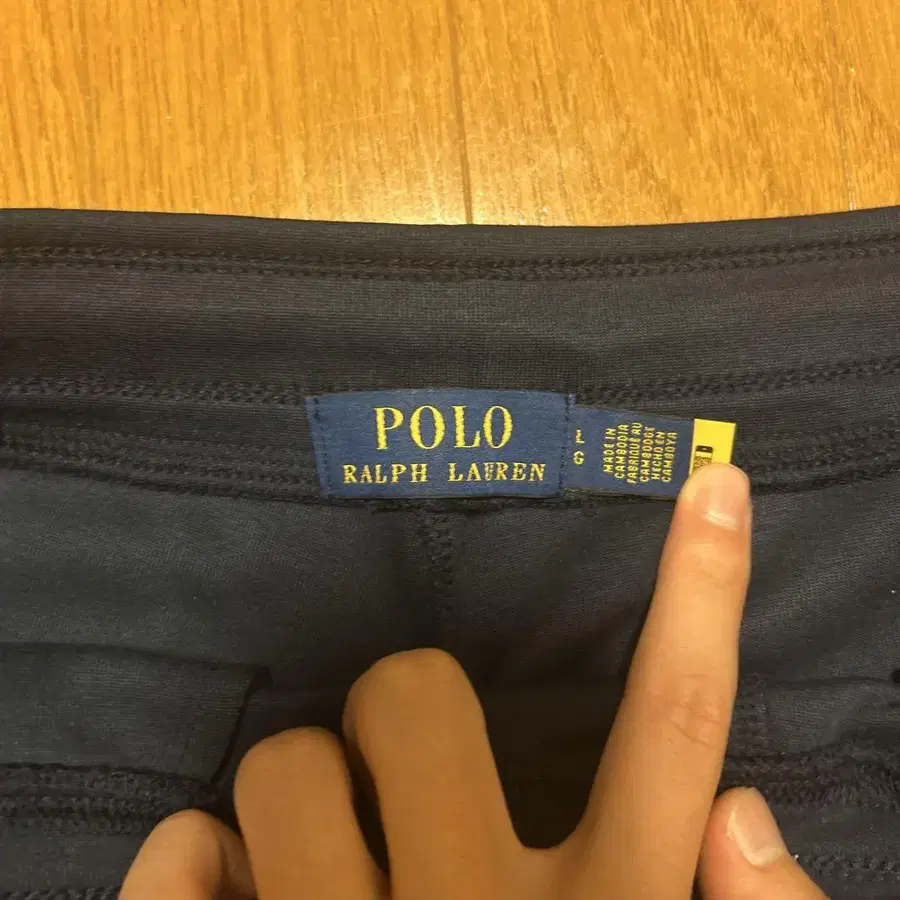 POLO
RALPH LAUREN
L
G
MADE IN
CAMBODIA
FABRIQUÉ AU
CAMBODGE
HECHO EN
CAMBOYA